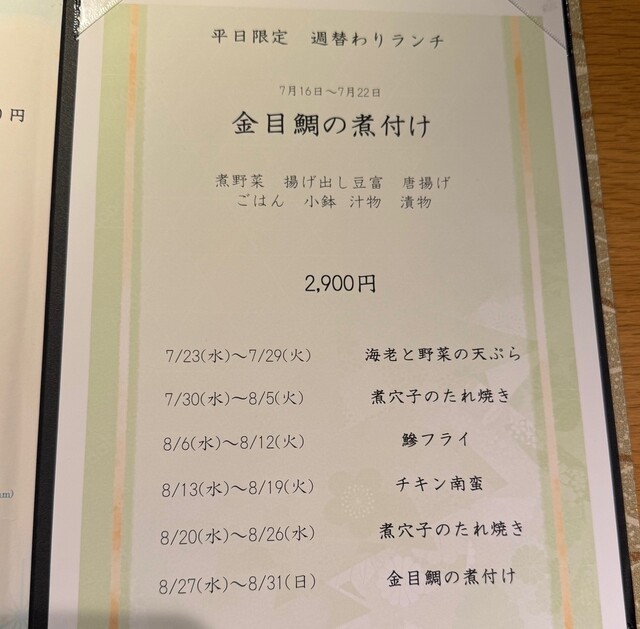 円
平日限定 週替わりランチ
7月16日～7月22日
金目鯛の煮付け
煮野菜 揚げ出し豆富 唐揚げ
ごはん 小鉢 汁物 漬物
2,900円
7/23(水)～7/29(火) 海老と野菜の天ぷら
7/30(水)～8/5(火) 煮穴子のたれ焼き
8/6(水)～8/12(火) 鰺フライ
8/13(水)～8/19(火) チキン南蛮
8/20(水)～8/26(水) 煮穴子のたれ焼き
8/27(水)～8/31(日) 金目鯛の煮付け